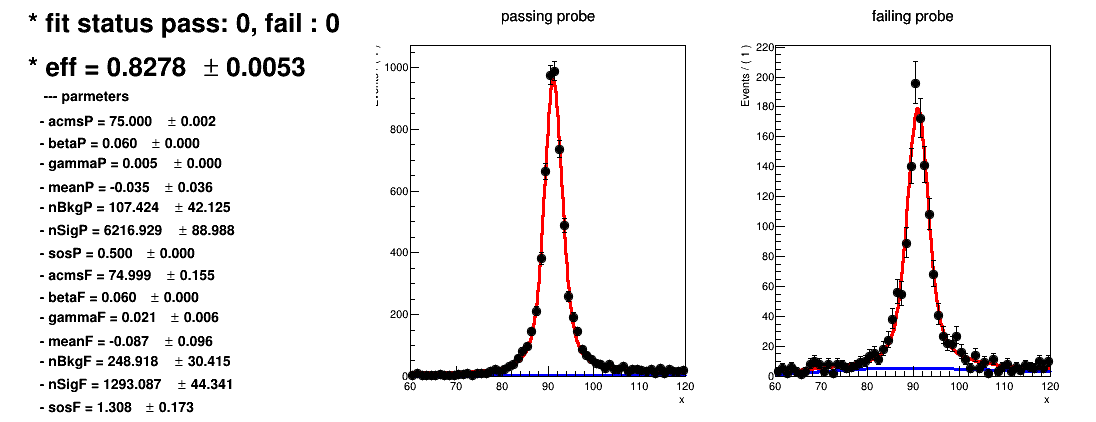 * fit status pass: 0, fail : 0
* eff = 0.8278 ± 0.0053
--- parmeters
- acmsP = 75.000 ± 0.002
- betaP = 0.060 ± 0.000
- gammaP = 0.005 ± 0.000
- meanP = -0.035 ± 0.036
- nBkgP = 107.424 ± 42.125
- nSigP = 6216.929 ± 88.988
- sosP = 0.500 ± 0.000
- acmsF = 74.999 ± 0.155
- betaF = 0.060 ± 0.000
- gammaF = 0.021 ± 0.006
- meanF = -0.087 ± 0.096
- nBkgF = 248.918 ± 30.415
- nSigF = 1293.087 ± 44.341
- sosF = 1.308 ± 0.173
passing probe
1000
800
600
400
200
0
60 70 80 90 100 110 120
x
failing probe
Events / ( 1 )
220
200
180
160
140
120
100
80
60
40
20
0
60 70 80 90 100 110 120
x